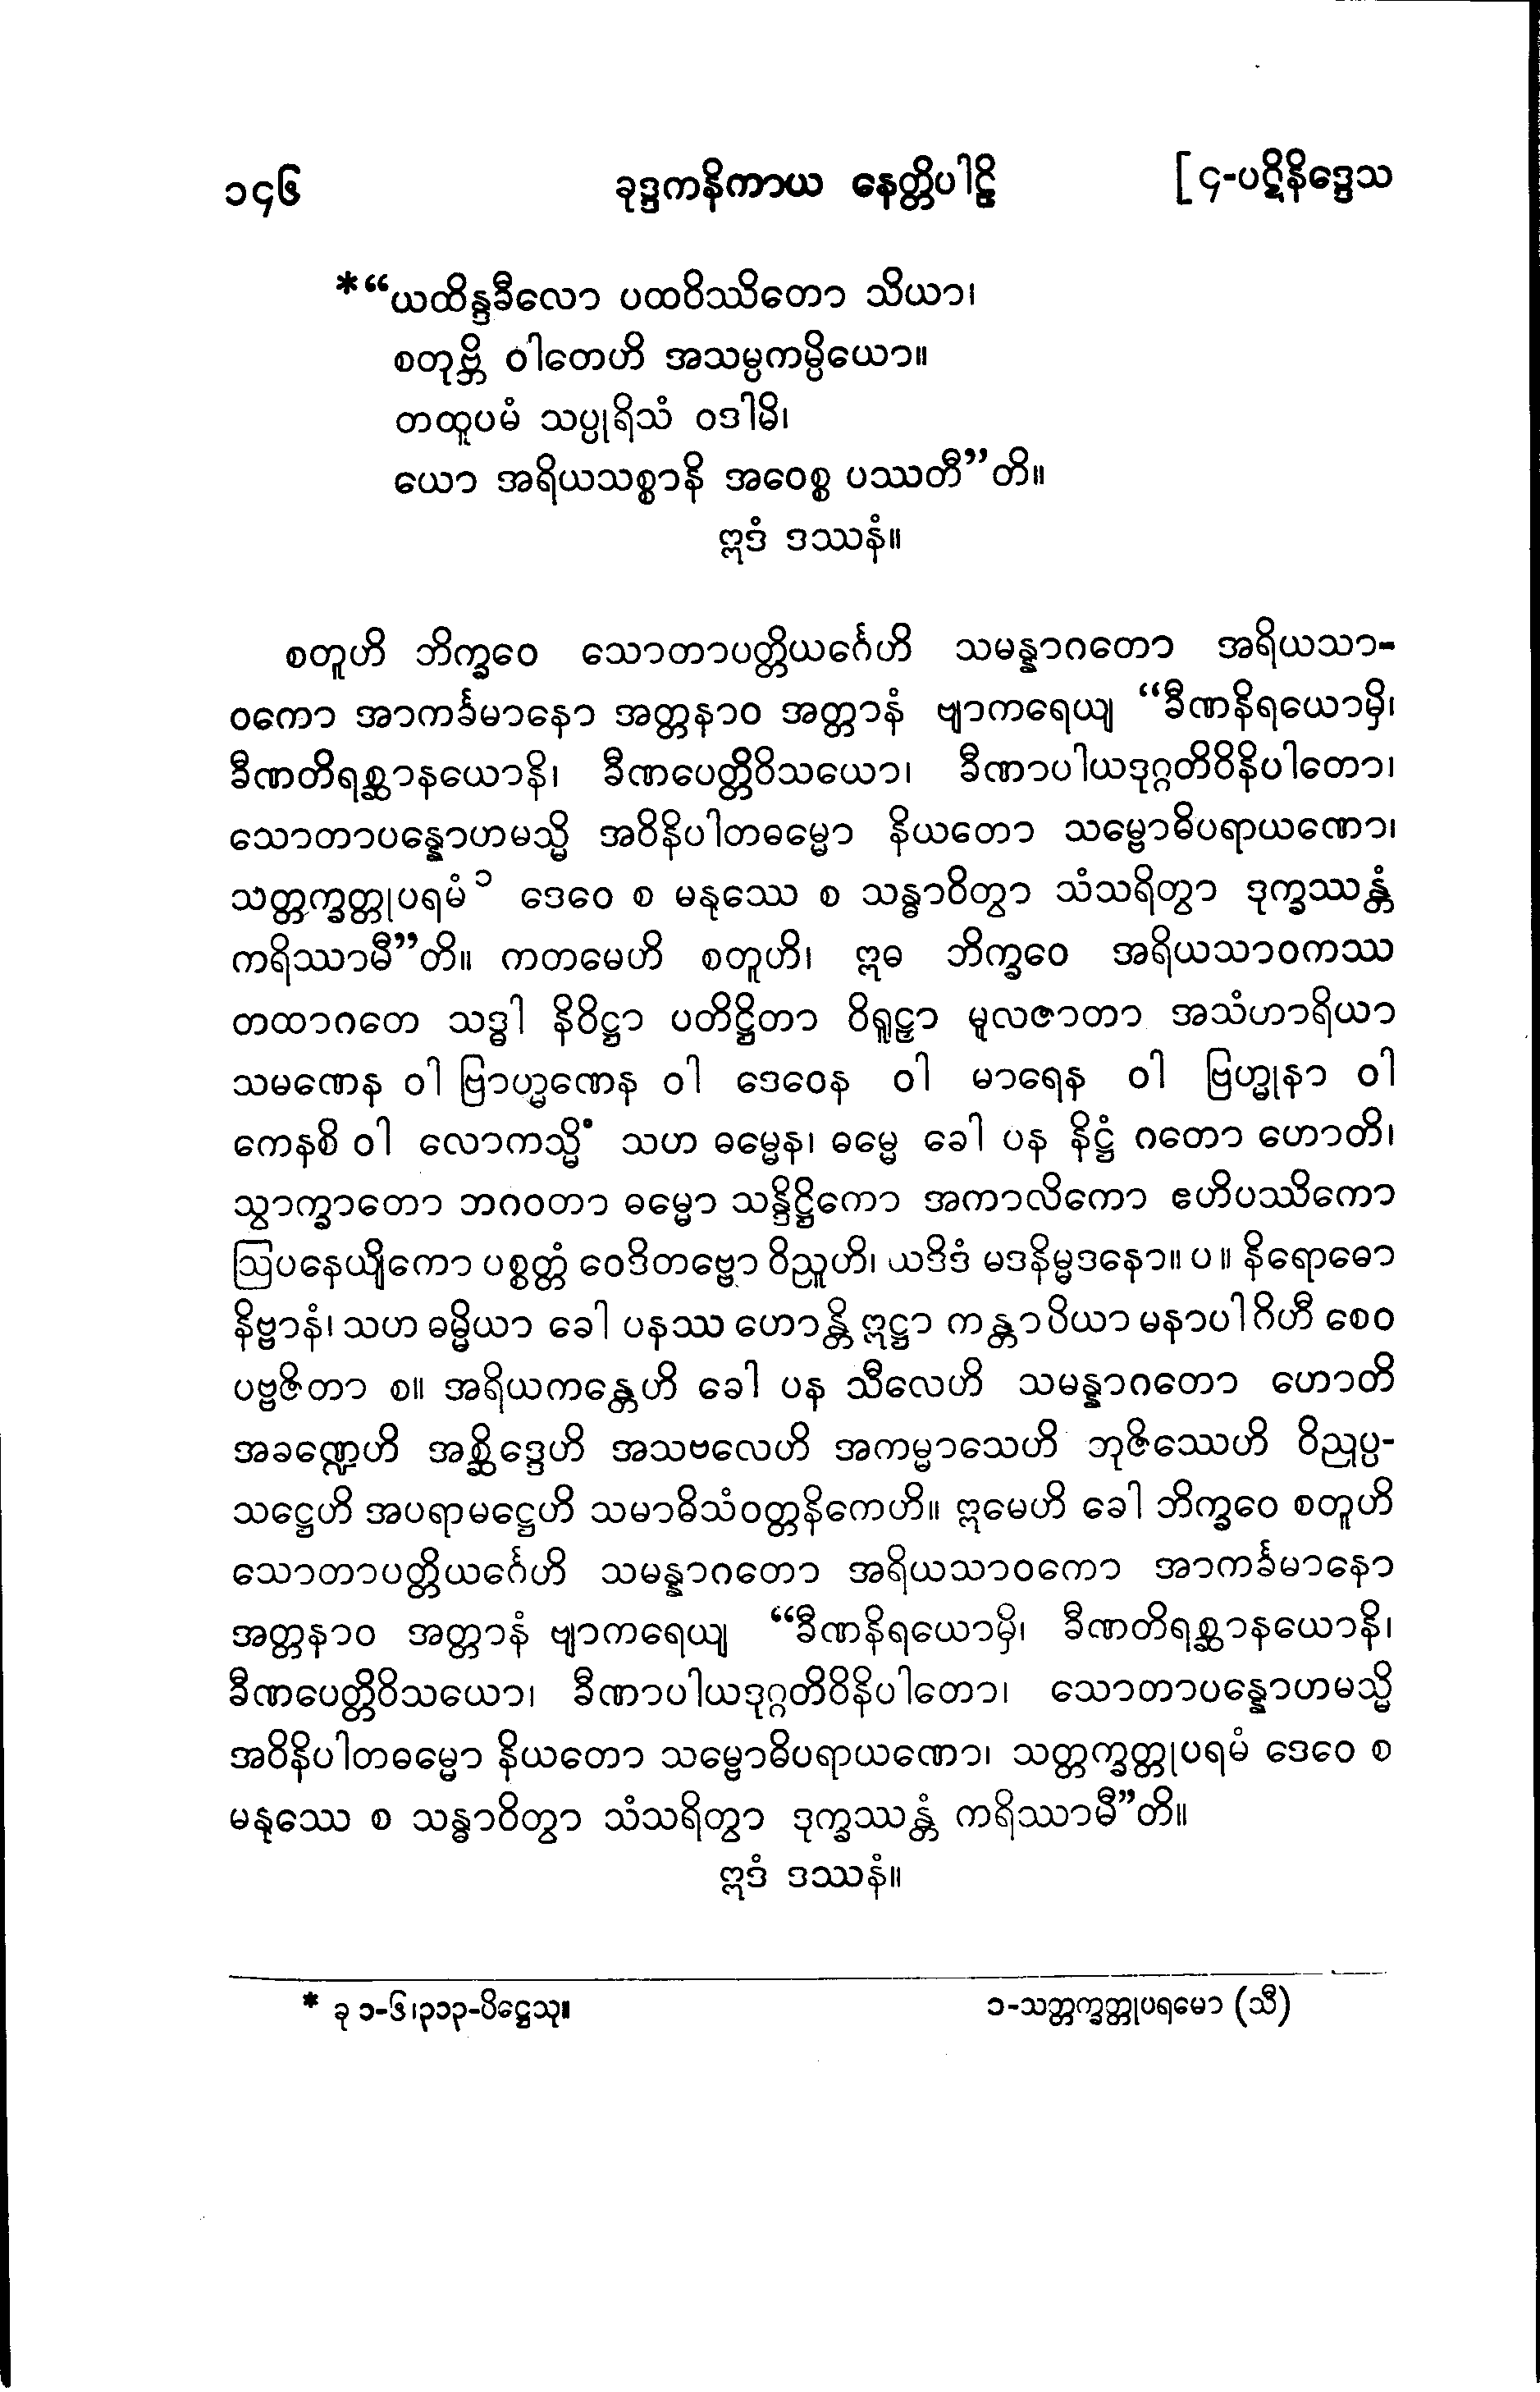 ၁၄၆ ခုဒ္ဒကနိကာယ နေတ္တိပါဠိ [ ၄-ပဋိနိဒ္ဒေသ
*“ယထိန္ဒခီလော ပထဝိဿိတော သိယာ၊
စတုဗ္ဘိ ဝါတေဟိ အသမ္ပကမ္ပိယော။
တထူပမံ သပ္ပုရိသံ ဝဒါမိ၊
ယော အရိယသစ္စာနိ အဝေစ္စ ပဿတီ”တိ။
ဣဒံ ဒဿနံ။
စတူဟိ ဘိက္ခဝေ သောတာပတ္တိယင်္ဂေဟိ သမန္နာဂတော အရိယသာ-
ဝကော အာကင်္ခမာနော အတ္တနာဝ အတ္တာနံ ဗျာကရေယျ “ခီဏနိရယောမှိ၊
ခီဏတိရစ္ဆာနယောနိ၊ ခီဏပေတ္တိဝိသယော၊ ခီဏာပါယဒုဂ္ဂတိဝိနိပါတော၊
သောတာပန္နောဟမသ္မိ အဝိနိပါတဓမ္မော နိယတော သမ္ဗောဓိပရာယဏော၊
သတ္တက္ခတ္တုပရမံ ၁ ဒေဝေ စ မနုဿေ စ သန္ဓာဝိတွာ သံသရိတွာ ဒုက္ခဿန္တံ
ကရိဿာမီ”တိ။ ကတမေဟိ စတူဟိ၊ ဣဓ ဘိက္ခဝေ အရိယသာဝကဿ
တထာဂတေ သဒ္ဓါ နိဝိဋ္ဌာ ပတိဋ္ဌိတာ ဝိရူဠှာ မူလဇာတာ အသံဟာရိယာ
သမဏေန ဝါ ဗြာဟ္မဏေန ဝါ ဒေဝေန ဝါ မာရေန ဝါ ဗြဟ္မုနာ ဝါ
ကေနစိ ဝါ လောကသ္မိံ သဟ ဓမ္မေန၊ ဓမ္မေ ခေါ ပန နိဋ္ဌံ ဂတော ဟောတိ၊
သွာက္ခာတော ဘဂဝတာ ဓမ္မော သန္ဒိဋ္ဌိကော အကာလိကော ဧဟိပဿိကော
ဩပနေယျိကော ပစ္စတ္တံ ဝေဒိတဗ္ဗော ဝိညူဟိ၊ ယဒိဒံ မဒနိမ္မဒနော။ ပ ။ နိရောဓော
နိဗ္ဗာနံ၊ သဟ ဓမ္မိယာ ခေါ ပနဿ ဟောန္တိ ဣဋ္ဌာ ကန္တာ ပိယာ မနာပါ ဂိဟီ စေဝ
ပဗ္ဗဇိတာ စ။ အရိယကန္တေဟိ ခေါ ပန သီလေဟိ သမန္နာဂတော ဟောတိ
အခဏ္ဍေဟိ အစ္ဆိဒ္ဒေဟိ အသဗလေဟိ အကမ္မာသေဟိ ဘုဇိဿေဟိ ဝိညုပ္ပ-
သဋ္ဌေဟိ အပရာမဋ္ဌေဟိ သမာဓိသံဝတ္တနိကေဟိ။ ဣမေဟိ ခေါ ဘိက္ခဝေ စတူဟိ
သောတာပတ္တိယင်္ဂေဟိ သမန္နာဂတော အရိယသာဝကော အာကင်္ခမာနော
အတ္တနာဝ အတ္တာနံ ဗျာကရေယျ “ခီဏနိရယောမှိ၊ ခီဏတိရစ္ဆာနယောနိ၊
ခီဏပေတ္တိဝိသယော၊ ခီဏာပါယဒုဂ္ဂတိဝိနိပါတော၊ သောတာပန္နောဟမသ္မိ
အဝိနိပါတဓမ္မော နိယတော သမ္ဗောဓိပရာယဏော၊ သတ္တက္ခတ္တုပရမံ ဒေဝေ စ
မနုဿေ စ သန္ဓာဝိတွာ သံသရိတွာ ဒုက္ခဿန္တံ ကရိဿာမီ”တိ။
ဣဒံ ဒဿနံ။
* ခု ၁-၆၊၃၁၃-ပိဋ္ဌေသု။ ၁-သတ္တက္ခတ္တုပရမော (သီ)